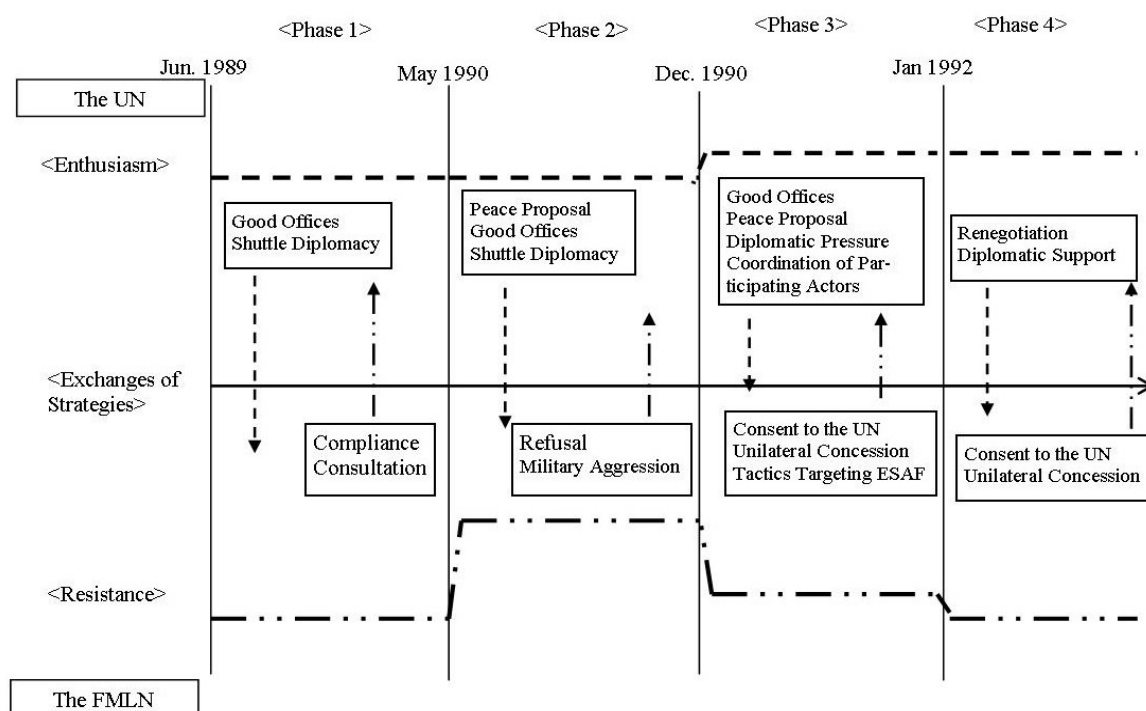 <Phase 1>
<Phase 2>
<Phase 3>
<Phase 4>
Jun. 1989
May 1990
Dec. 1990
Jan 1992
The UN
<Enthusiasm>
Good Offices
Shuttle Diplomacy
Peace Proposal
Good Offices
Shuttle Diplomacy
Good Offices
Peace Proposal
Diplomatic Pressure
Coordination of Par-
ticipating Actors
Renegotiation
Diplomatic Support
<Exchanges of
Strategies>
Compliance
Consultation
Refusal
Military Aggression
Consent to the UN
Unilateral Concession
Tactics Targeting ESAF
Consent to the UN
Unilateral Concession
<Resistance>
The FMLN